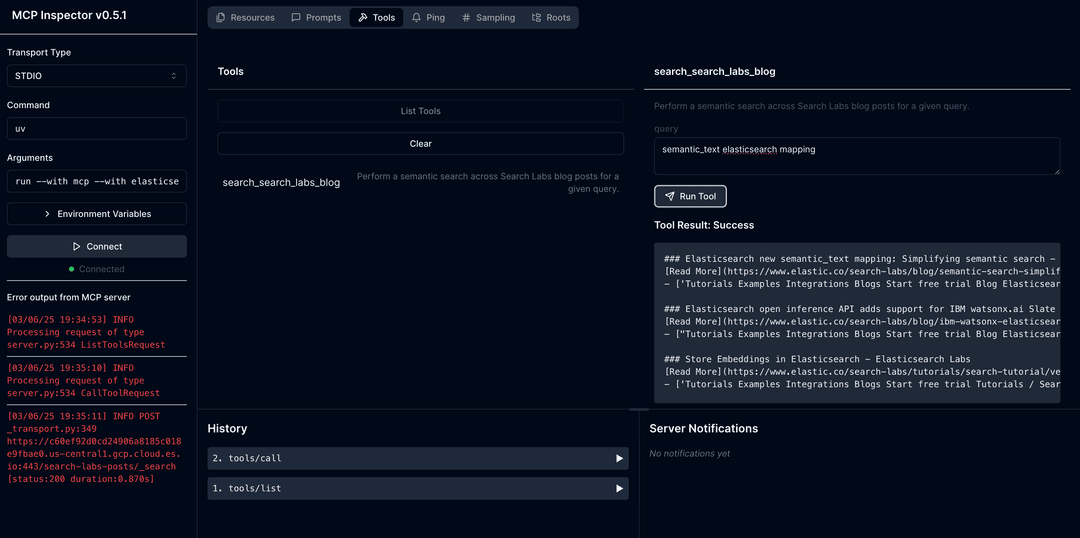 MCP Inspector v0.5.1
Transport Type
STDIO
Command
uv
Arguments
run --with mcp --with elasticse
Environment Variables
Connect
Connected
Error output from MCP server
[03/06/25 19:34:53] INFO
Processing request of type
server.py:534 ListToolsRequest
[03/06/25 19:35:10] INFO
Processing request of type
server.py:534 CallToolRequest
[03/06/25 19:35:11] INFO POST
_transport.py:349
https://c60ef92d0cd24906a8185c018
e9fbae0.us-central1.gcp.cloud.es.
io:443/search-labs-posts/_search
[status:200 duration:0.870s]
Resources Prompts Tools Ping Sampling Roots
Tools
List Tools
Clear
search_search_labs_blog
Perform a semantic search across Search Labs blog posts for a
given query.
search_search_labs_blog
Perform a semantic search across Search Labs blog posts for a given query.
query
semantic_text elasticsearch mapping
Run Tool
Tool Result: Success
### Elasticsearch new semantic_text mapping: Simplifying semantic search -
[Read More](https://www.elastic.co/search-labs/blog/semantic-search-simplif
- ['Tutorials Examples Integrations Blogs Start free trial Blog Elasticsear
### Elasticsearch open inference API adds support for IBM watsonx.ai Slate
[Read More](https://www.elastic.co/search-labs/blog/ibm-watsonx-elasticsear
- ["Tutorials Examples Integrations Blogs Start free trial Blog Elasticsear
### Store Embeddings in Elasticsearch - Elasticsearch Labs
[Read More](https://www.elastic.co/search-labs/tutorials/search-tutorial/ve
- ['Tutorials Examples Integrations Blogs Start free trial Tutorials / Sear
History
2. tools/call
1. tools/list
Server Notifications
No notifications yet